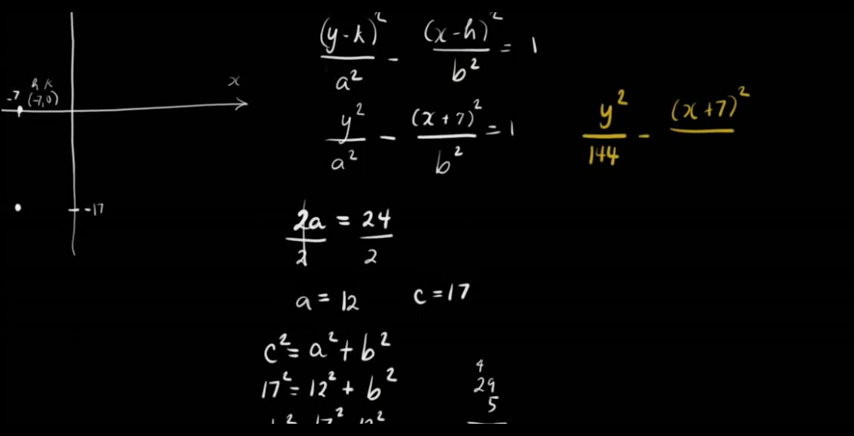 (y-k)² / a² - (x-h)² / b² = 1
h k
-7 (-7,0)
x
y² / a² - (x+7)² / b² = 1
y² / 144 - (x+7)²
-17
2a / 2 = 24 / 2
a = 12
c = 17
c² = a² + b²
17² = 12² + b²
4
29
5